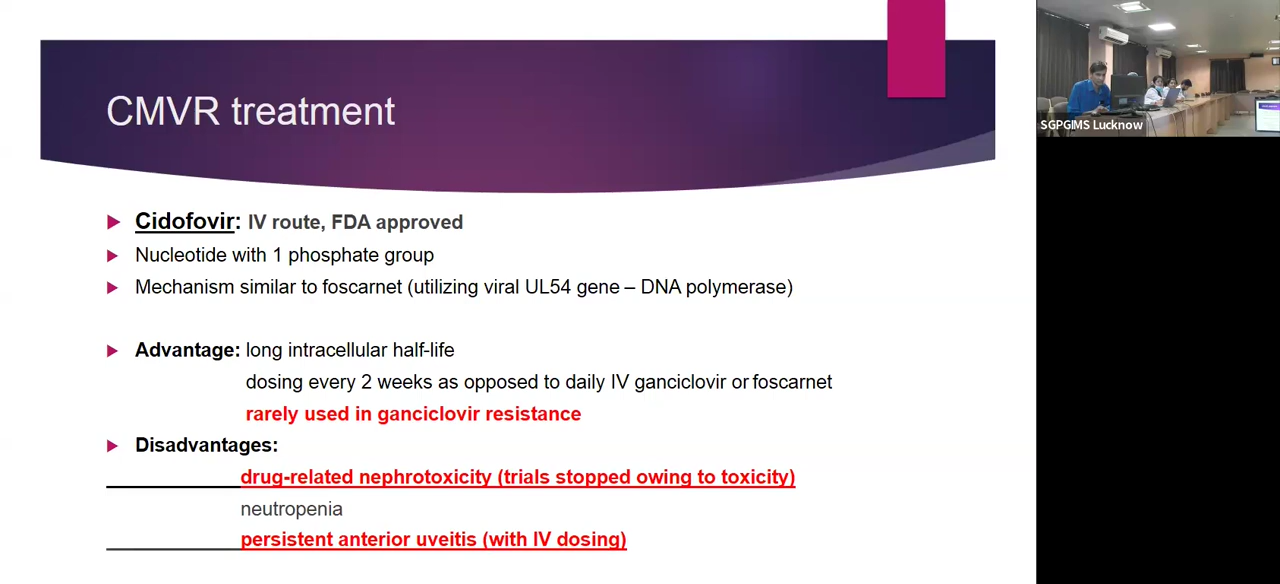 CMVR treatment
SGPGIMS Lucknow
Cidofovir: IV route, FDA approved
Nucleotide with 1 phosphate group
Mechanism similar to foscarnet (utilizing viral UL54 gene – DNA polymerase)
Advantage: long intracellular half-life
dosing every 2 weeks as opposed to daily IV ganciclovir or foscarnet
rarely used in ganciclovir resistance
Disadvantages:
drug-related nephrotoxicity (trials stopped owing to toxicity)
neutropenia
persistent anterior uveitis (with IV dosing)